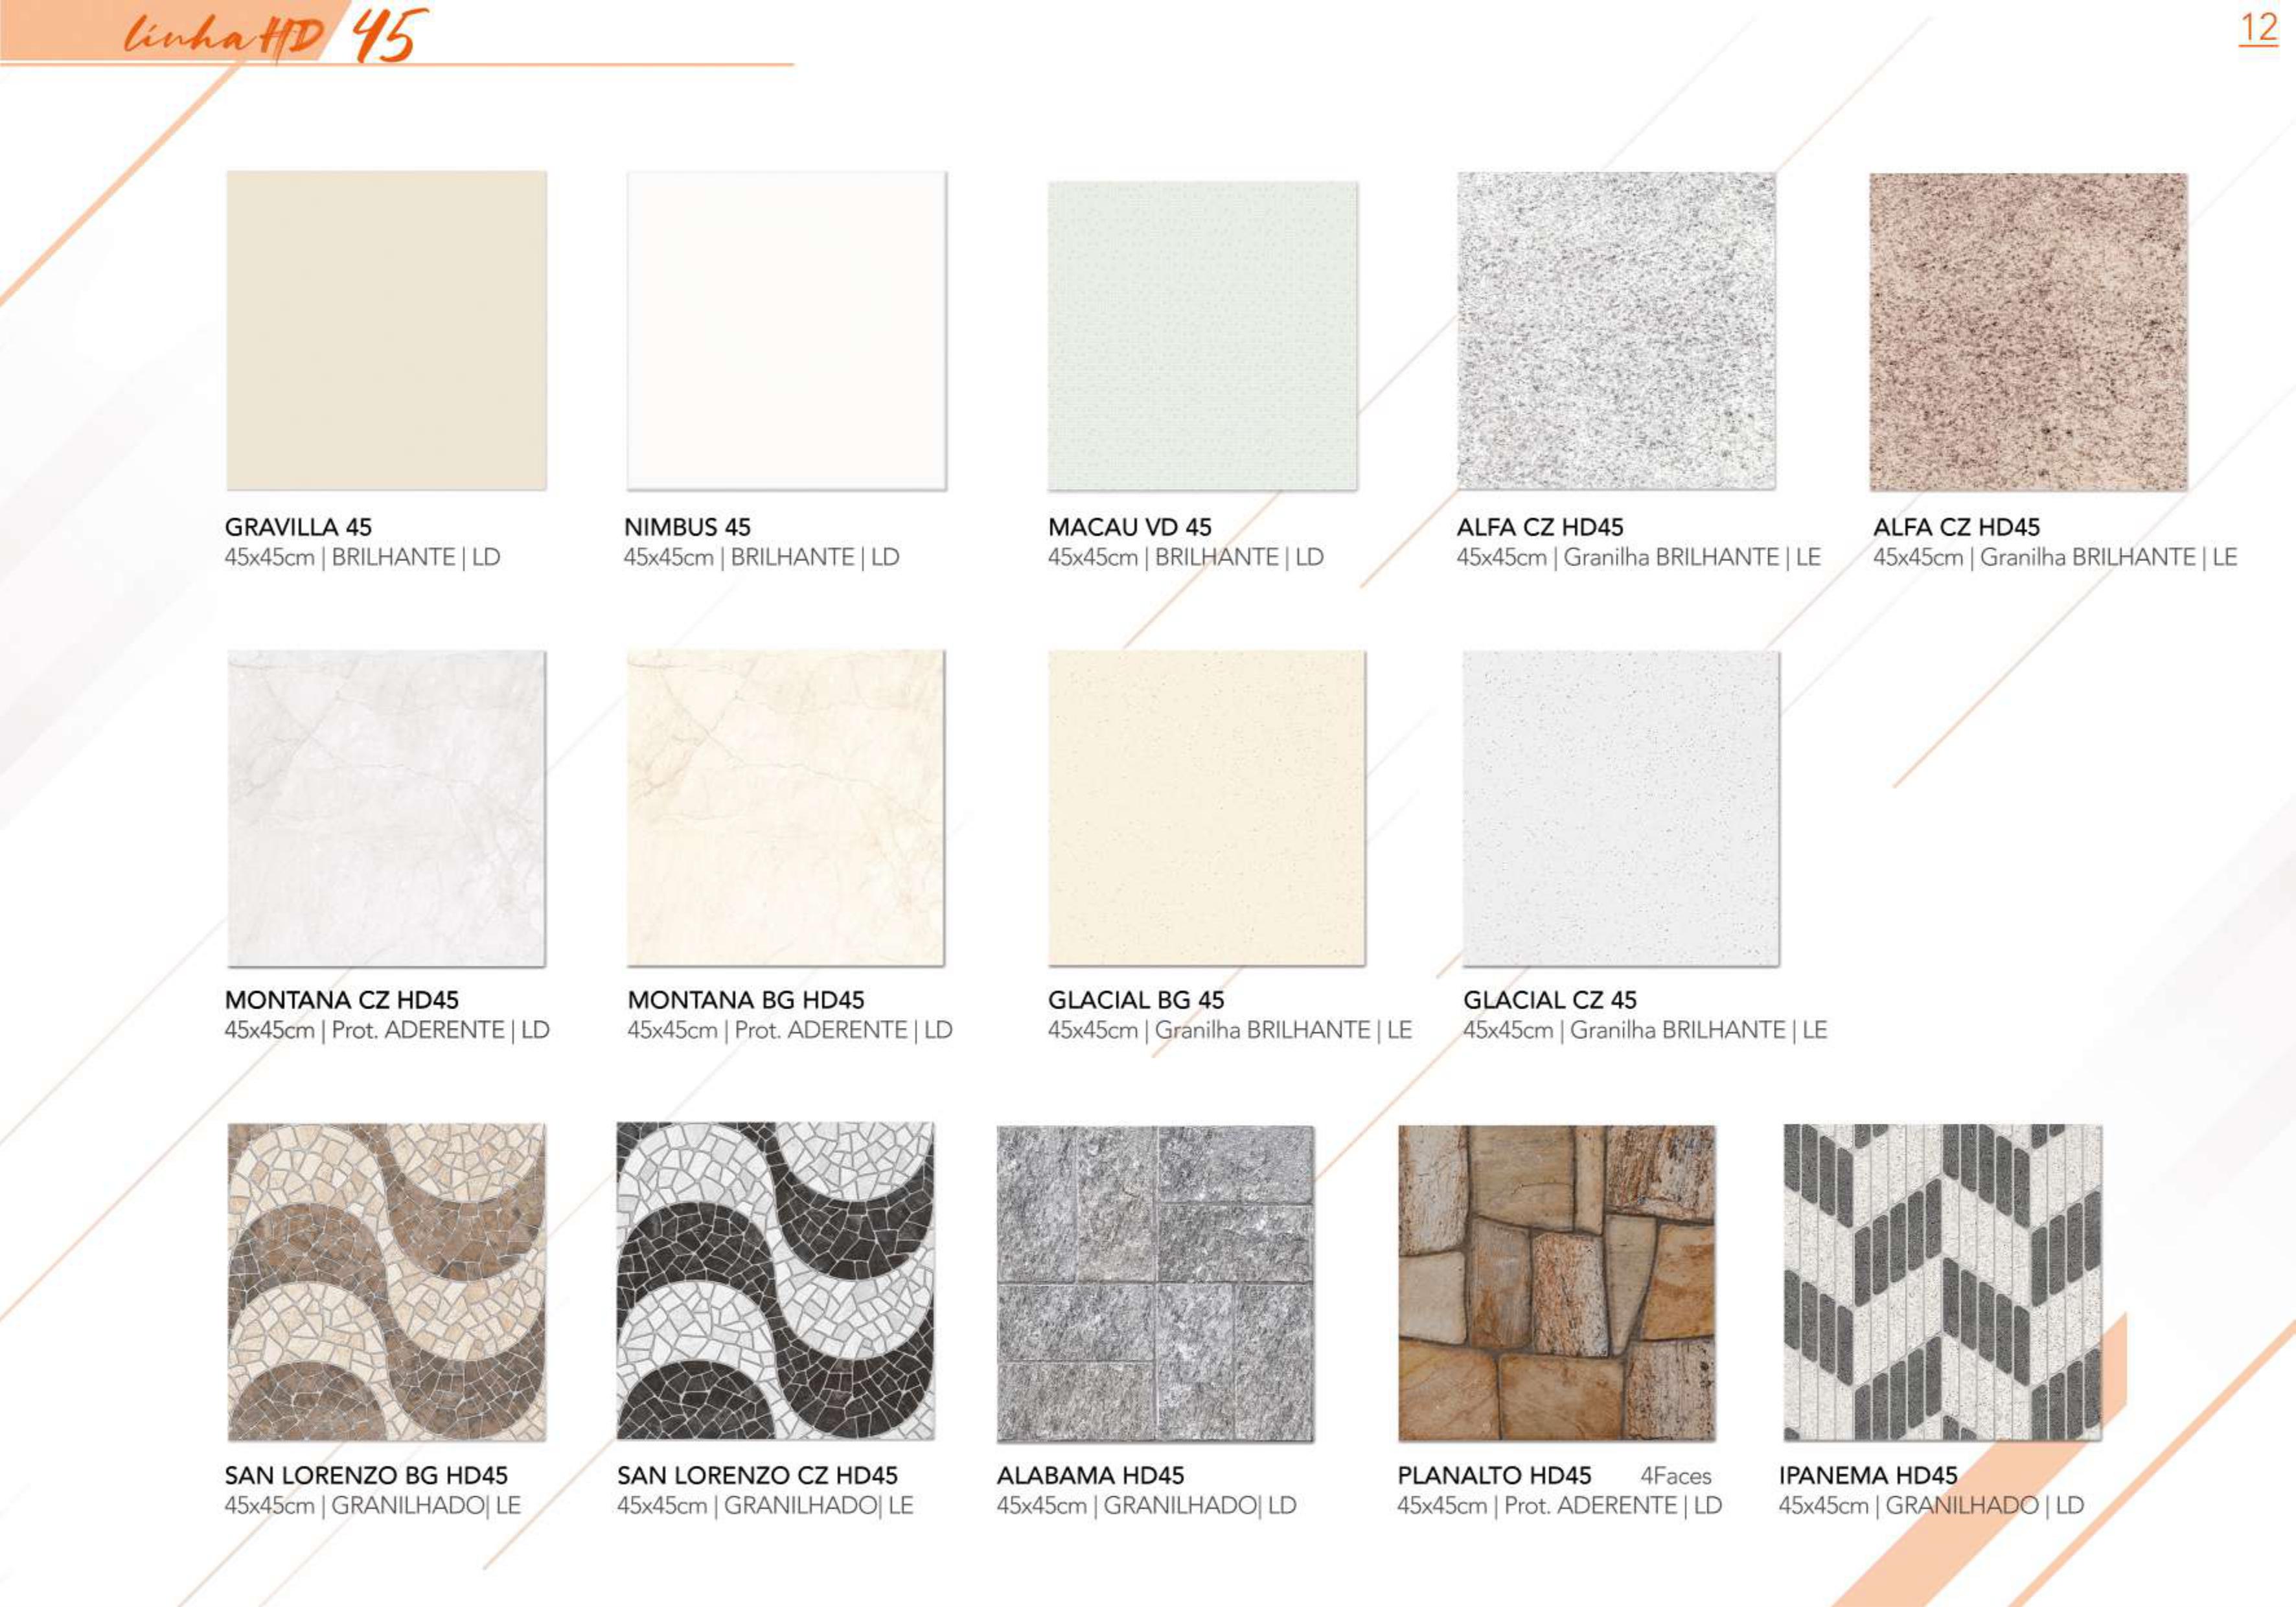 linha HD 45
12
GRAVILLA 45
45x45cm | BRILHANTE | LD
NIMBUS 45
45x45cm | BRILHANTE | LD
MACAU VD 45
45x45cm | BRILHANTE | LD
ALFA CZ HD45
45x45cm | Granilha BRILHANTE | LE
ALFA CZ HD45
45x45cm | Granilha BRILHANTE | LE
MONTANA CZ HD45
45x45cm | Prot. ADERENTE | LD
MONTANA BG HD45
45x45cm | Prot. ADERENTE | LD
GLACIAL BG 45
45x45cm | Granilha BRILHANTE | LE
GLACIAL CZ 45
45x45cm | Granilha BRILHANTE | LE
SAN LORENZO BG HD45
45x45cm | GRANILHADO| LE
SAN LORENZO CZ HD45
45x45cm | GRANILHADO| LE
ALABAMA HD45
45x45cm | GRANILHADO| LD
PLANALTO HD45 4Faces
45x45cm | Prot. ADERENTE | LD
IPANEMA HD45
45x45cm | GRANILHADO | LD